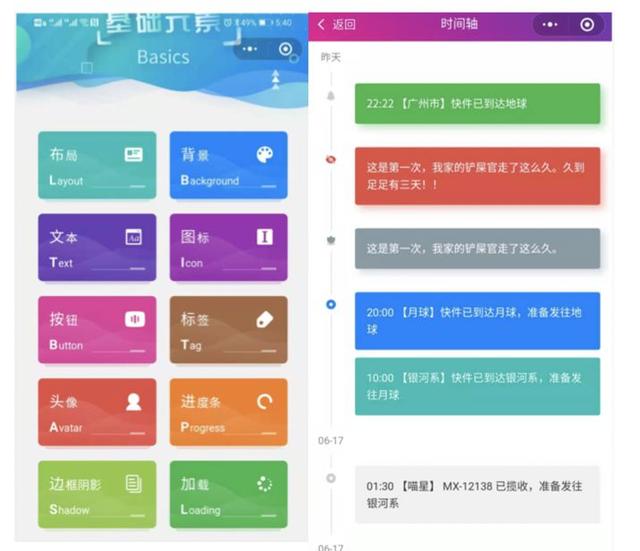 49% 5:40
基础元素
Basics
布局
Layout
背景
Background
文本
Text
图标
Icon
按钮
Button
标签
Tag
头像
Avatar
进度条
Progress
边框阴影
Shadow
加载
Loading
返回
时间轴
昨天
22:22 【广州市】快件已到达地球
这是第一次，我家的铲屎官走了这么久。久到
足足有三天！！
这是第一次，我家的铲屎官走了这么久。
20:00 【月球】快件已到达月球，准备发往地
球
10:00 【银河系】快件已到达银河系，准备发
往月球
06-17
01:30 【喵星】 MX-12138 已揽收，准备发往
银河系
06-17